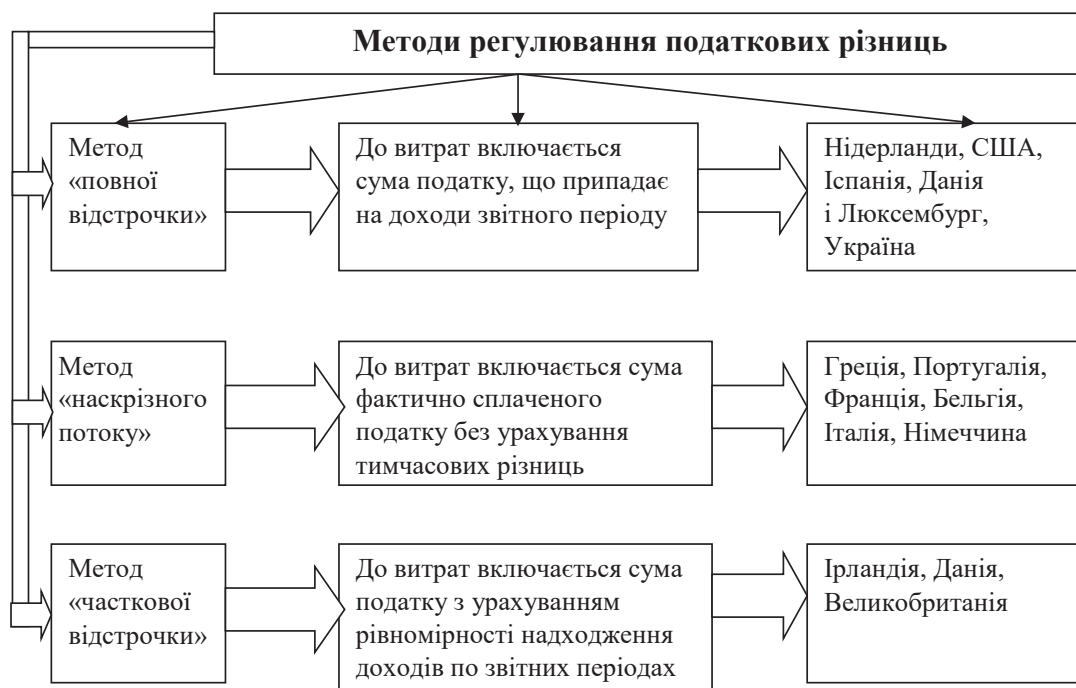 Методи регулювання податкових різниць
Метод
«повної
відстрочки»
До витрат включається
сума податку, що припадає
на доходи звітного періоду
Нідерланди, США,
Іспанія, Данія
і Люксембург,
Україна
Метод
«наскрізного
потоку»
До витрат включається сума
фактично сплаченого
податку без урахування
тимчасових різниць
Греція, Португалія,
Франція, Бельгія,
Італія, Німеччина
Метод
«часткової
відстрочки»
До витрат включається сума
податку з урахуванням
рівномірності надходження
доходів по звітних періодах
Ірландія, Данія,
Великобританія